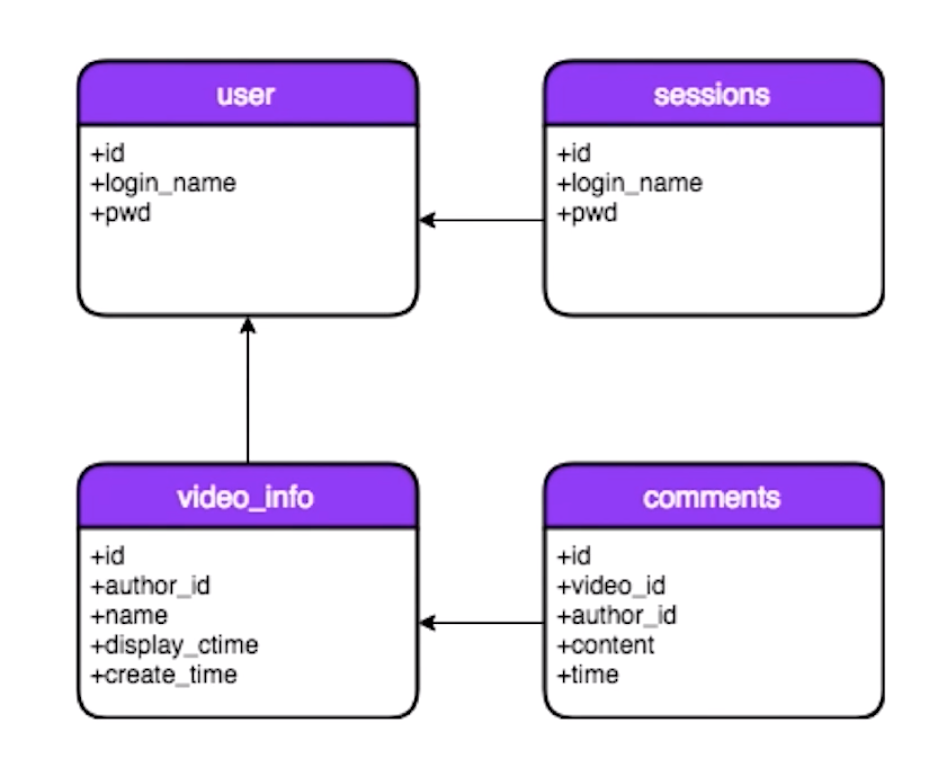 user
+id
+login_name
+pwd
sessions
+id
+login_name
+pwd
video_info
+id
+author_id
+name
+display_ctime
+create_time
comments
+id
+video_id
+author_id
+content
+time